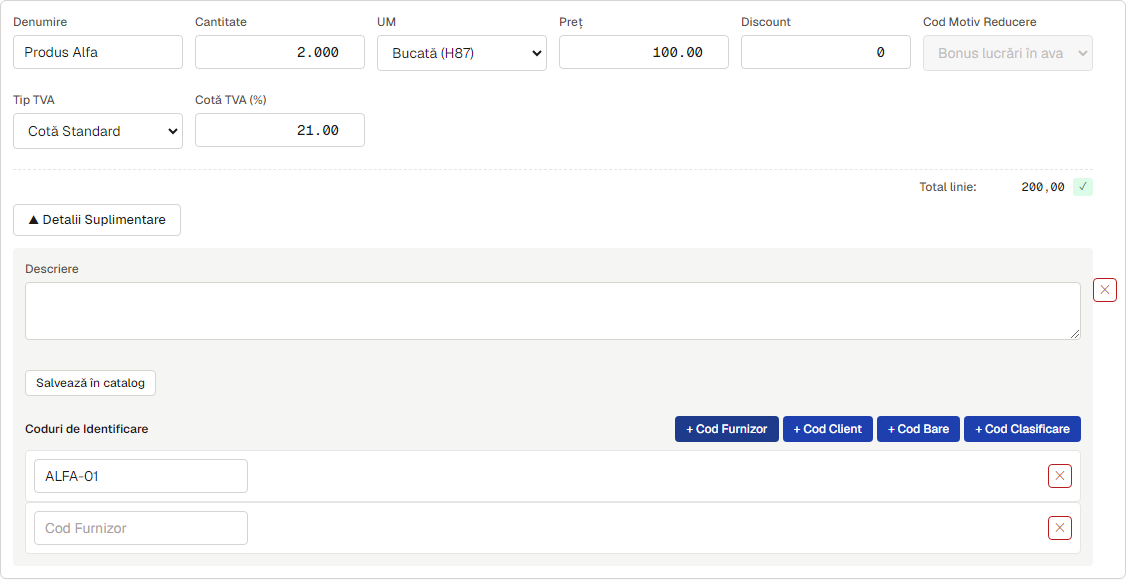 Denumire Cantitate UM Preț Discount Cod Motiv Reducere
Produs Alfa 2.000 Bucată (H87) 100.00 0 Bonus lucrări în ava
Tip TVA Cotă TVA (%)
Cotă Standard 21.00
Total linie: 200,00 ✓
▲ Detalii Suplimentare
Descriere
Salvează în catalog
Coduri de Identificare + Cod Furnizor + Cod Client + Cod Bare + Cod Clasificare
ALFA-01
Cod Furnizor